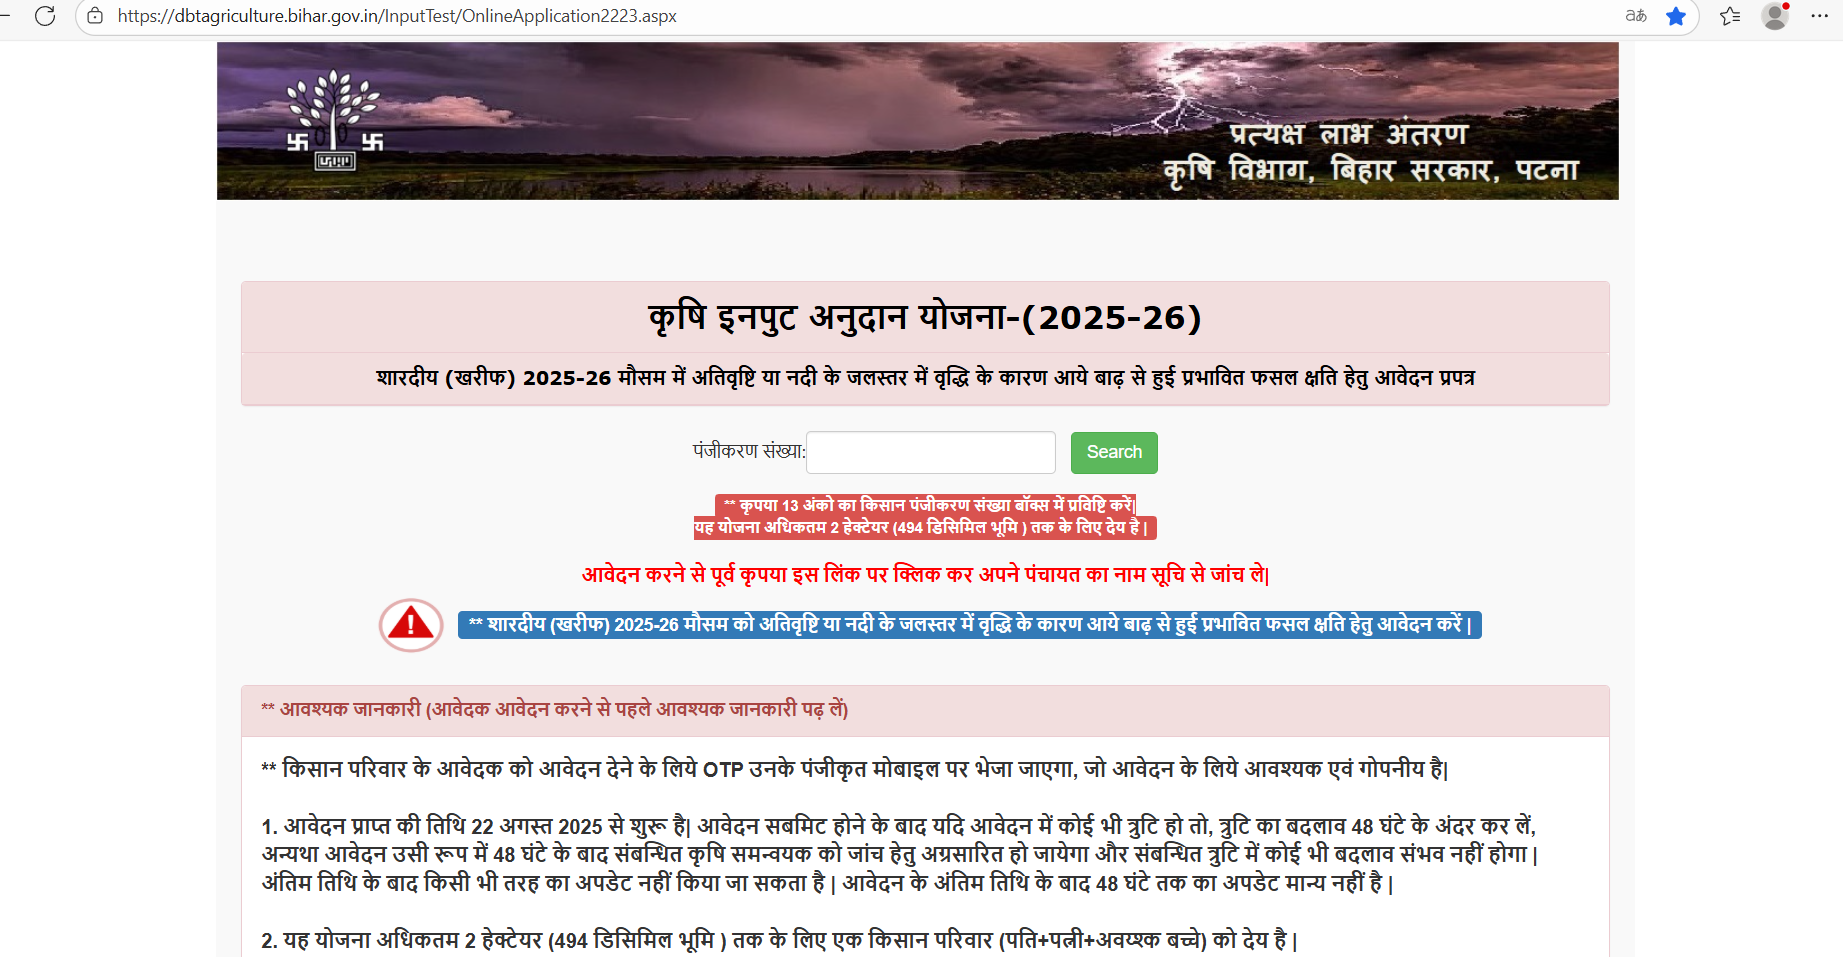 https://dbtagriculture.bihar.gov.in/InputTest/OnlineApplication2223.aspx
प्रत्यक्ष लाभ अंतरण
कृषि विभाग, बिहार सरकार, पटना
कृषि इनपुट अनुदान योजना-(2025-26)
शारदीय (खरीफ) 2025-26 मौसम में अतिवृष्टि या नदी के जलस्तर में वृद्धि के कारण आये बाढ़ से हुई प्रभावित फसल क्षति हेतु आवेदन प्रपत्र
पंजीकरण संख्या: Search
** कृपया 13 अंको का किसान पंजीकरण संख्या बॉक्स में प्रविष्टि करें|
यह योजना अधिकतम 2 हेक्टेयर (494 डिसिमिल भूमि ) तक के लिए देय है |
आवेदन करने से पूर्व कृपया इस लिंक पर क्लिक कर अपने पंचायत का नाम सूचि से जांच ले|
** शारदीय (खरीफ) 2025-26 मौसम को अतिवृष्टि या नदी के जलस्तर में वृद्धि के कारण आये बाढ़ से हुई प्रभावित फसल क्षति हेतु आवेदन करें |
** आवश्यक जानकारी (आवेदक आवेदन करने से पहले आवश्यक जानकारी पढ़ लें)
** किसान परिवार के आवेदक को आवेदन देने के लिये OTP उनके पंजीकृत मोबाइल पर भेजा जाएगा, जो आवेदन के लिये आवश्यक एवं गोपनीय है|
1. आवेदन प्राप्त की तिथि 22 अगस्त 2025 से शुरू है| आवेदन सबमिट होने के बाद यदि आवेदन में कोई भी त्रुटि हो तो, त्रुटि का बदलाव 48 घंटे के अंदर कर लें,
अन्यथा आवेदन उसी रूप में 48 घंटे के बाद संबन्धित कृषि समन्वयक को जांच हेतु अग्रसारित हो जायेगा और संबन्धित त्रुटि में कोई भी बदलाव संभव नहीं होगा |
अंतिम तिथि के बाद किसी भी तरह का अपडेट नहीं किया जा सकता है | आवेदन के अंतिम तिथि के बाद 48 घंटे तक का अपडेट मान्य नहीं है |
2. यह योजना अधिकतम 2 हेक्टेयर (494 डिसिमिल भूमि ) तक के लिए एक किसान परिवार (पति+पत्नी+अवय्श्क बच्चे) को देय है |